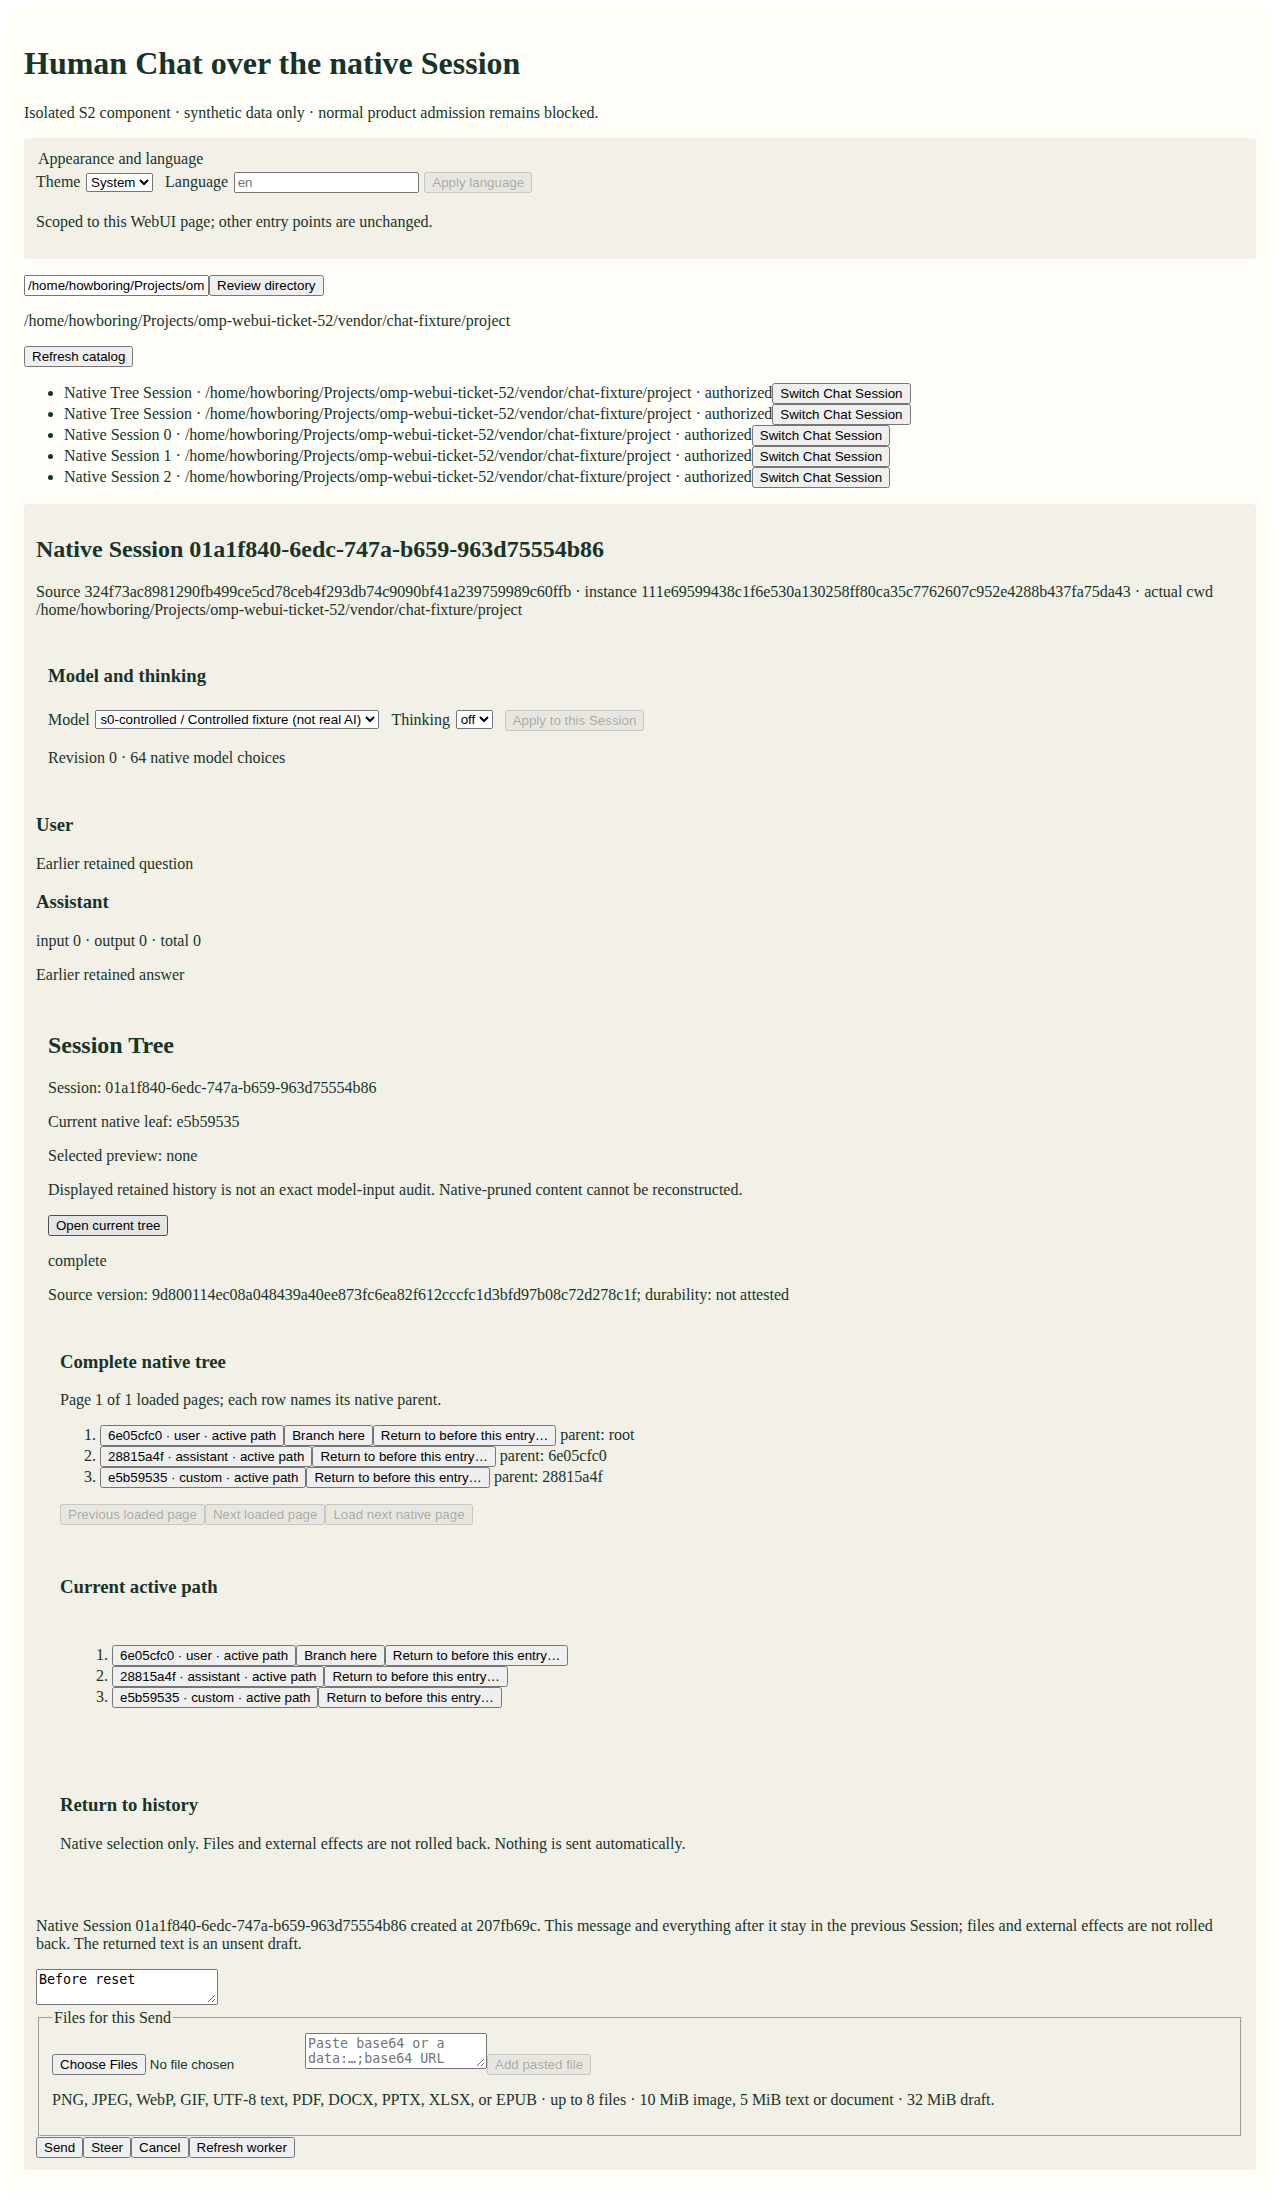 Human Chat over the native Session
Isolated S2 component · synthetic data only · normal product admission remains blocked.
Appearance and language
Theme System Language en Apply language
Scoped to this WebUI page; other entry points are unchanged.
/home/howboring/Projects/om Review directory
/home/howboring/Projects/omp-webui-ticket-52/vendor/chat-fixture/project
Refresh catalog
• Native Tree Session · /home/howboring/Projects/omp-webui-ticket-52/vendor/chat-fixture/project · authorized Switch Chat Session
• Native Tree Session · /home/howboring/Projects/omp-webui-ticket-52/vendor/chat-fixture/project · authorized Switch Chat Session
• Native Session 0 · /home/howboring/Projects/omp-webui-ticket-52/vendor/chat-fixture/project · authorized Switch Chat Session
• Native Session 1 · /home/howboring/Projects/omp-webui-ticket-52/vendor/chat-fixture/project · authorized Switch Chat Session
• Native Session 2 · /home/howboring/Projects/omp-webui-ticket-52/vendor/chat-fixture/project · authorized Switch Chat Session
Native Session 01a1f840-6edc-747a-b659-963d75554b86
Source 324f73ac8981290fb499ce5cd78ceb4f293db74c9090bf41a239759989c60ffb · instance 111e69599438c1f6e530a130258ff80ca35c7762607c952e4288b437fa75da43 · actual cwd
/home/howboring/Projects/omp-webui-ticket-52/vendor/chat-fixture/project
Model and thinking
Model s0-controlled / Controlled fixture (not real AI) Thinking off Apply to this Session
Revision 0 · 64 native model choices
User
Earlier retained question
Assistant
input 0 · output 0 · total 0
Earlier retained answer
Session Tree
Session: 01a1f840-6edc-747a-b659-963d75554b86
Current native leaf: e5b59535
Selected preview: none
Displayed retained history is not an exact model-input audit. Native-pruned content cannot be reconstructed.
Open current tree
complete
Source version: 9d800114ec08a048439a40ee873fc6ea82f612cccfc1d3bfd97b08c72d278c1f; durability: not attested
Complete native tree
Page 1 of 1 loaded pages; each row names its native parent.
1. 6e05cfc0 · user · active path Branch here Return to before this entry… parent: root
2. 28815a4f · assistant · active path Return to before this entry… parent: 6e05cfc0
3. e5b59535 · custom · active path Return to before this entry… parent: 28815a4f
Previous loaded page Next loaded page Load next native page
Current active path
1. 6e05cfc0 · user · active path Branch here Return to before this entry…
2. 28815a4f · assistant · active path Return to before this entry…
3. e5b59535 · custom · active path Return to before this entry…
Return to history
Native selection only. Files and external effects are not rolled back. Nothing is sent automatically.
Native Session 01a1f840-6edc-747a-b659-963d75554b86 created at 207fb69c. This message and everything after it stay in the previous Session; files and external effects are not rolled
back. The returned text is an unsent draft.
Before reset
Files for this Send
Paste base64 or a
data:…;base64 URL
Choose Files No file chosen Add pasted file
PNG, JPEG, WebP, GIF, UTF-8 text, PDF, DOCX, PPTX, XLSX, or EPUB · up to 8 files · 10 MiB image, 5 MiB text or document · 32 MiB draft.
Send Steer Cancel Refresh worker